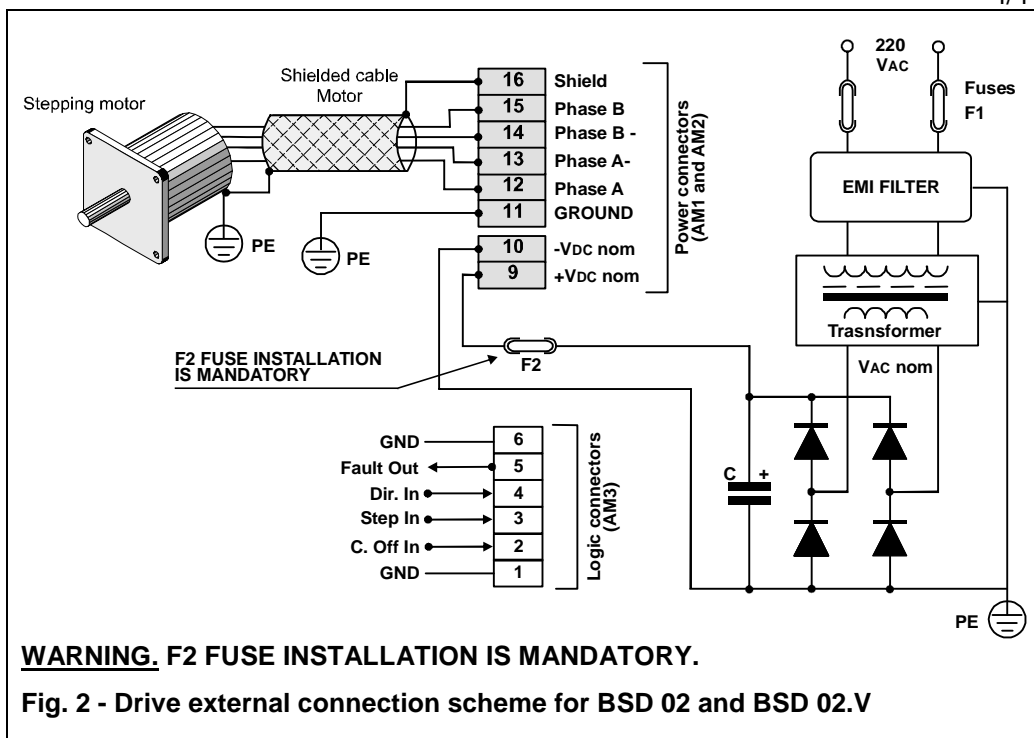 Stepping motor
Shielded cable
Motor
PE
PE
16 Shield
15 Phase B
14 Phase B -
13 Phase A-
12 Phase A
11 GROUND
10 -VDC nom
9 +VDC nom
Power connectors
(AM1 and AM2)
220
VAC
Fuses
F1
EMI FILTER
Trasnsformer
VAC nom
F2 FUSE INSTALLATION
IS MANDATORY
F2
GND 6
Fault Out 5
Dir. In 4
Step In 3
C. Off In 2
GND 1
Logic connectors
(AM3)
C +
PE
WARNING. F2 FUSE INSTALLATION IS MANDATORY.
Fig. 2 - Drive external connection scheme for BSD 02 and BSD 02.V